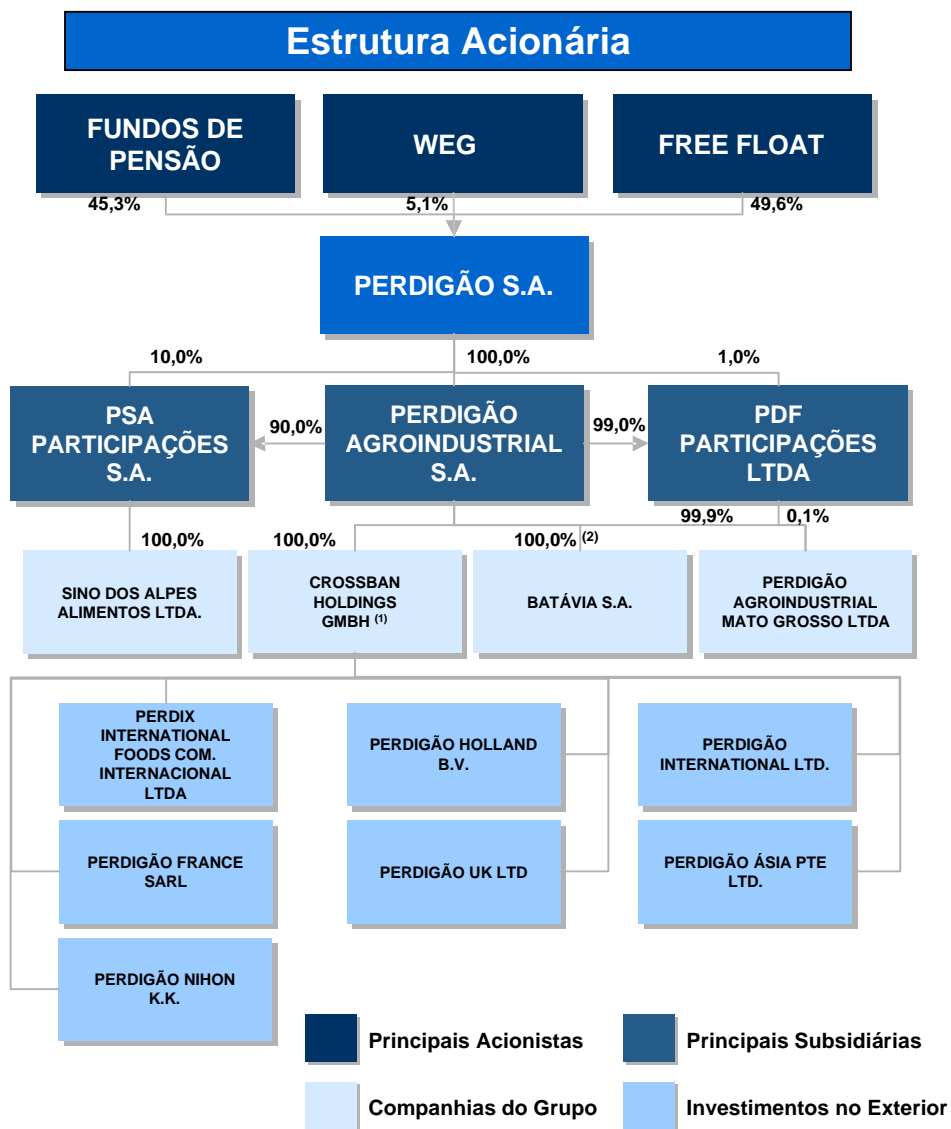 Estrutura Acionária
FUNDOS DE
PENSÃO
WEG
FREE FLOAT
45,3%
5,1%
49,6%
PERDIGÃO S.A.
10,0%
100,0%
1,0%
PSA
PARTICIPAÇÕES
S.A.
90,0%
PERDIGÃO
AGROINDUSTRIAL
S.A.
99,0%
PDF
PARTICIPAÇÕES
LTDA
100,0%
100,0%
100,0% (2)
99,9%
0,1%
SINO DOS ALPES
ALIMENTOS LTDA.
CROSSBAN
HOLDINGS
GMBH (1)
BATÁVIA S.A.
PERDIGÃO
AGROINDUSTRIAL
MATO GROSSO LTDA
PERDIX
INTERNATIONAL
FOODS COM.
INTERNACIONAL
LTDA
PERDIGÃO HOLLAND
B.V.
PERDIGÃO
INTERNATIONAL LTD.
PERDIGÃO FRANCE
SARL
PERDIGÃO UK LTD
PERDIGÃO ÁSIA PTE
LTD.
PERDIGÃO NIHON
K.K.
Principais Acionistas
Principais Subsidiárias
Companhias do Grupo
Investimentos no Exterior